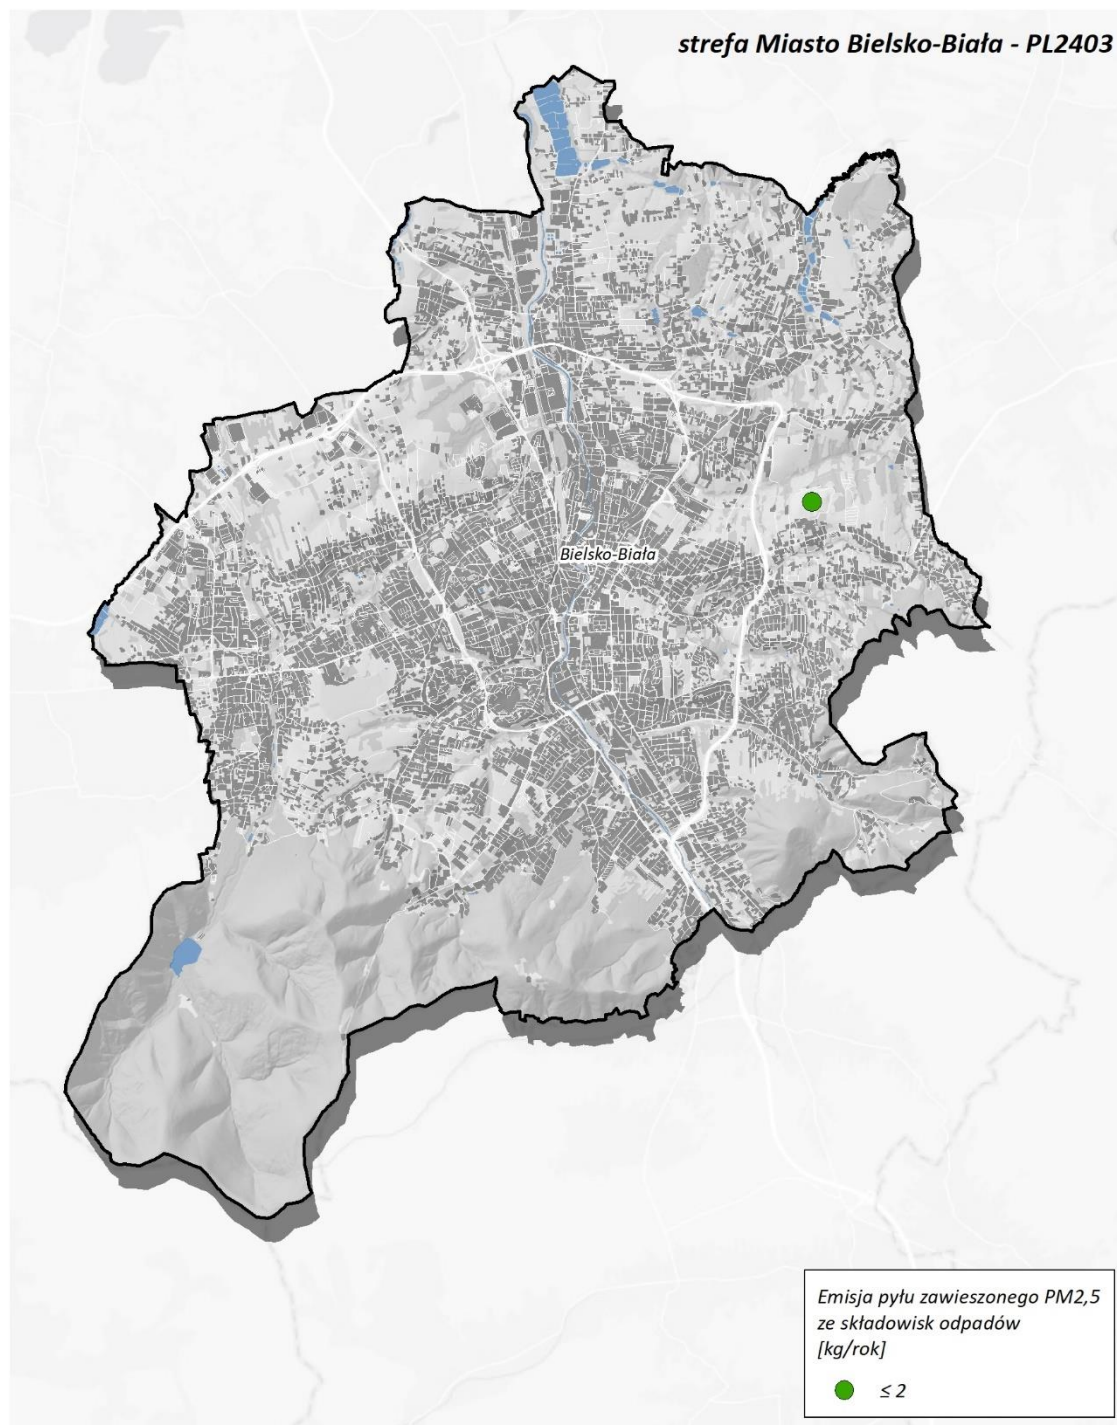 strefa Miasto Bielsko-Biała - PL2403
Bielsko-Biała
Emisja pyłu zawieszonego PM2,5
ze składowisk odpadów
[kg/rok]
≤ 2